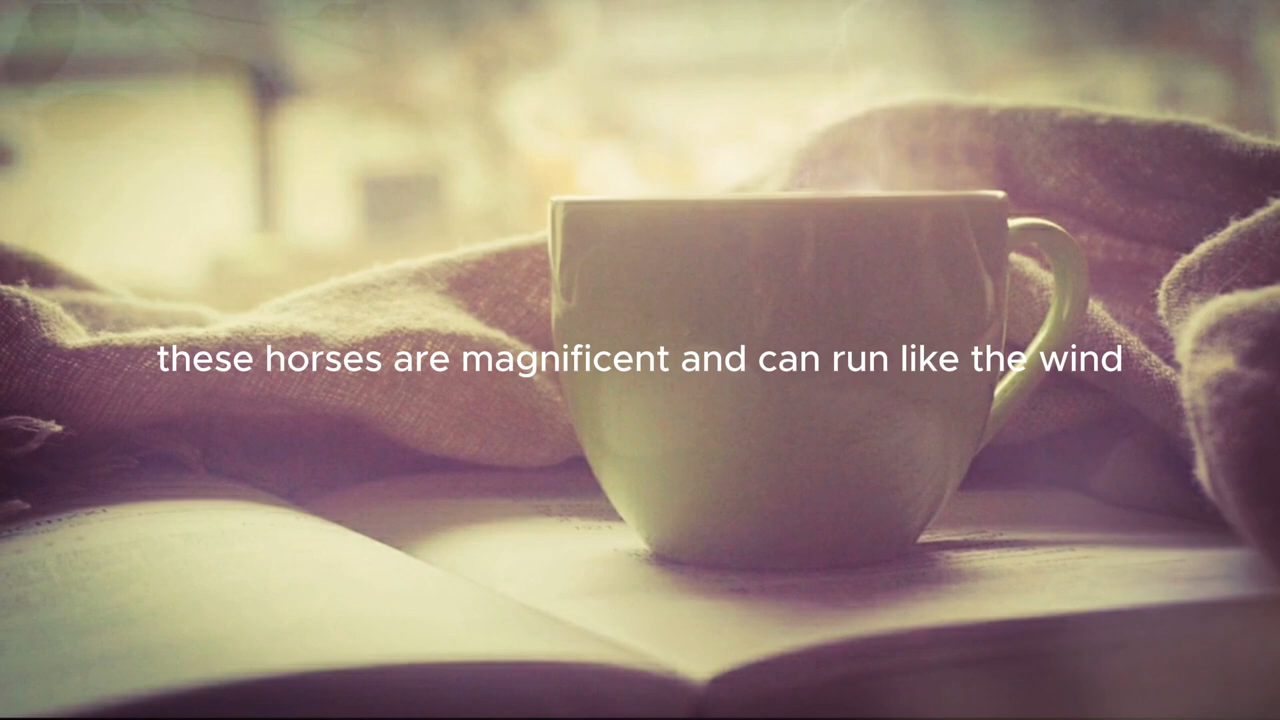 these horses are magnificent and can run like the wind